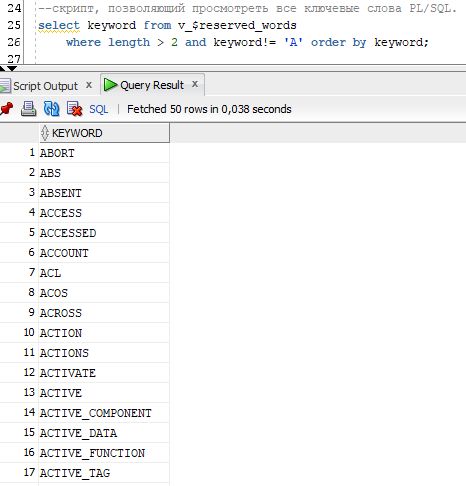 24 --скрипт, позволяющий просмотреть все ключевые слова PL/SQL.
25 select keyword from v_$reserved_words
26 where length > 2 and keyword!= 'A' order by keyword;
27
Script Output x Query Result x
SQL | Fetched 50 rows in 0,038 seconds
KEYWORD
1 ABORT
2 ABS
3 ABSENT
4 ACCESS
5 ACCESSED
6 ACCOUNT
7 ACL
8 ACOS
9 ACROSS
10 ACTION
11 ACTIONS
12 ACTIVATE
13 ACTIVE
14 ACTIVE_COMPONENT
15 ACTIVE_DATA
16 ACTIVE_FUNCTION
17 ACTIVE_TAG